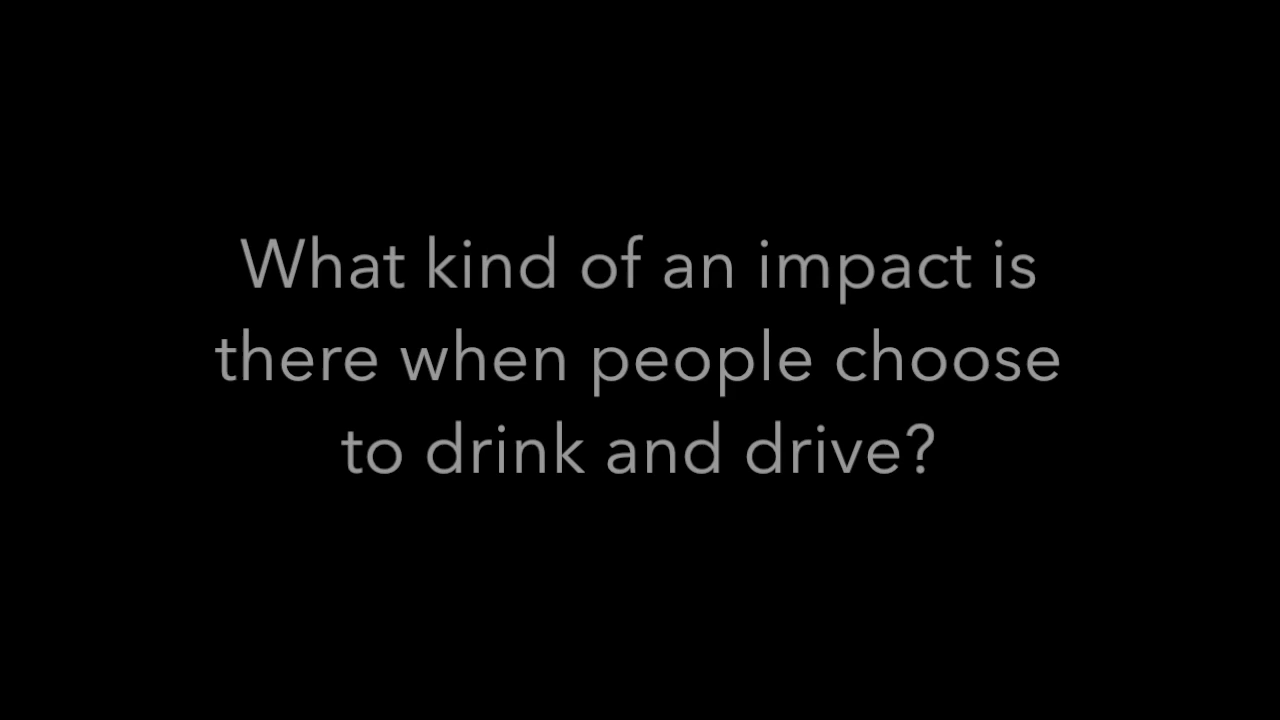 What kind of an impact is
there when people choose
to drink and drive?